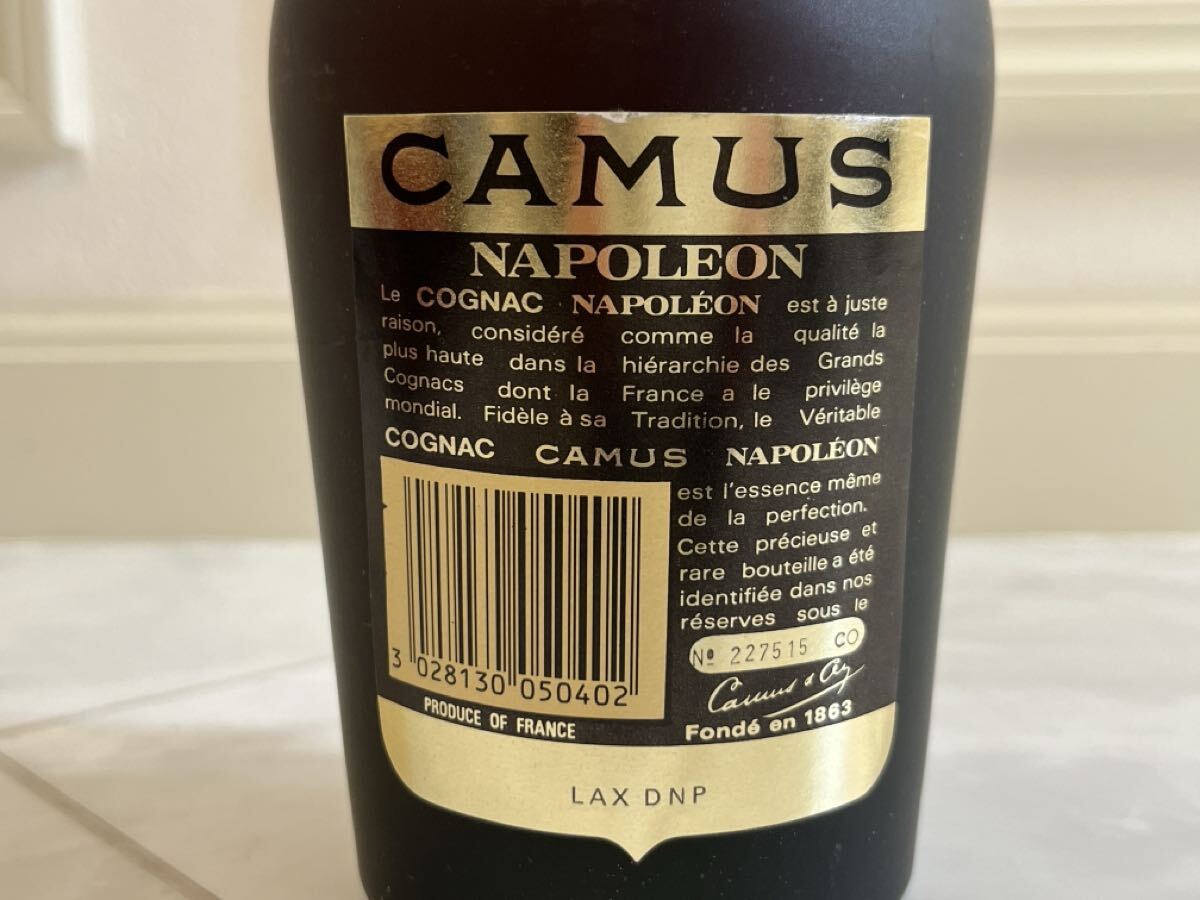 CAMUS
NAPOLEON
Le COGNAC NAPOLÉON est à juste
raison, considéré comme la qualité la
plus haute dans la hiérarchie des Grands
Cognacs dont la France a le privilège
mondial. Fidèle à sa Tradition, le Véritable
COGNAC CAMUS NAPOLÉON
est l'essence même
de la perfection.
Cette précieuse et
rare bouteille a été
identifiée dans nos
réserves sous le
Nº 227515 CO
Camus & Co
Fondé en 1863
3 028130 050402
PRODUCE OF FRANCE
LAX DNP